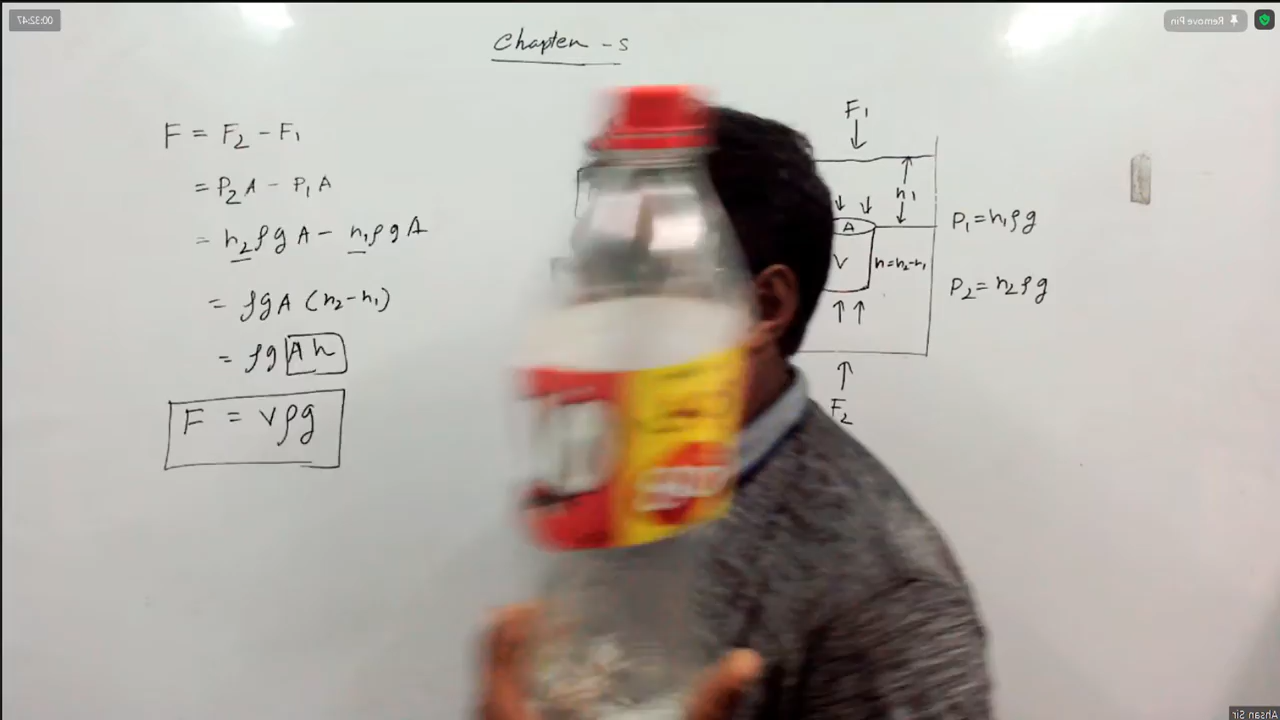 00:32:47
Remove Pin
Chapter - 5
F = F₂ - F₁
= P₂A - P₁A
= h₂ρgA - h₁ρgA
= ρgA (h₂-h₁)
= ρg Ah
F = Vρg
F₁
h₁
A
V
h=h₂-h₁
F₂
P₁=h₁ρg
P₂=h₂ρg
Ahsan Sir